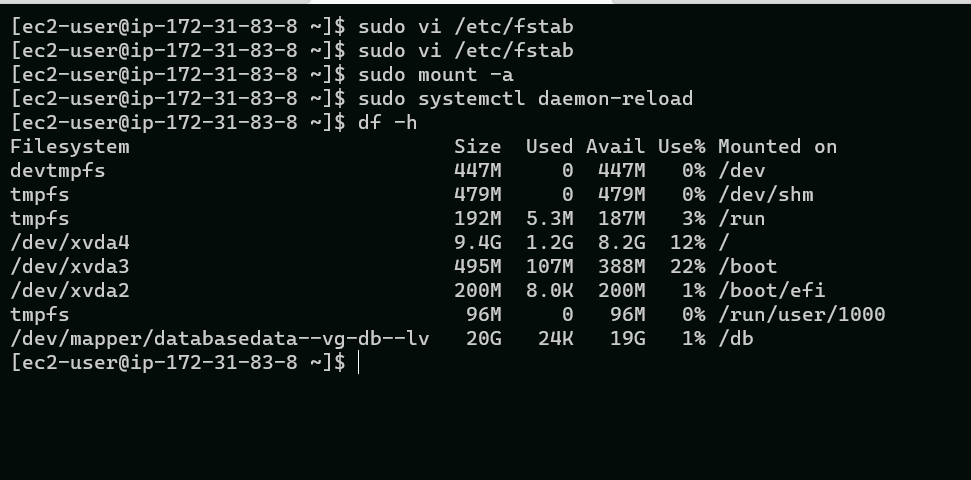 [ec2-user@ip-172-31-83-8 ~]$ sudo vi /etc/fstab
[ec2-user@ip-172-31-83-8 ~]$ sudo vi /etc/fstab
[ec2-user@ip-172-31-83-8 ~]$ sudo mount -a
[ec2-user@ip-172-31-83-8 ~]$ sudo systemctl daemon-reload
[ec2-user@ip-172-31-83-8 ~]$ df -h
Filesystem                           Size  Used Avail Use% Mounted on
devtmpfs                             447M     0  447M   0% /dev
tmpfs                                479M     0  479M   0% /dev/shm
tmpfs                                192M  5.3M  187M   3% /run
/dev/xvda4                           9.4G  1.2G  8.2G  12% /
/dev/xvda3                           495M  107M  388M  22% /boot
/dev/xvda2                           200M  8.0K  200M   1% /boot/efi
tmpfs                                 96M     0   96M   0% /run/user/1000
/dev/mapper/databasedata--vg-db--lv   20G   24K   19G   1% /db
[ec2-user@ip-172-31-83-8 ~]$